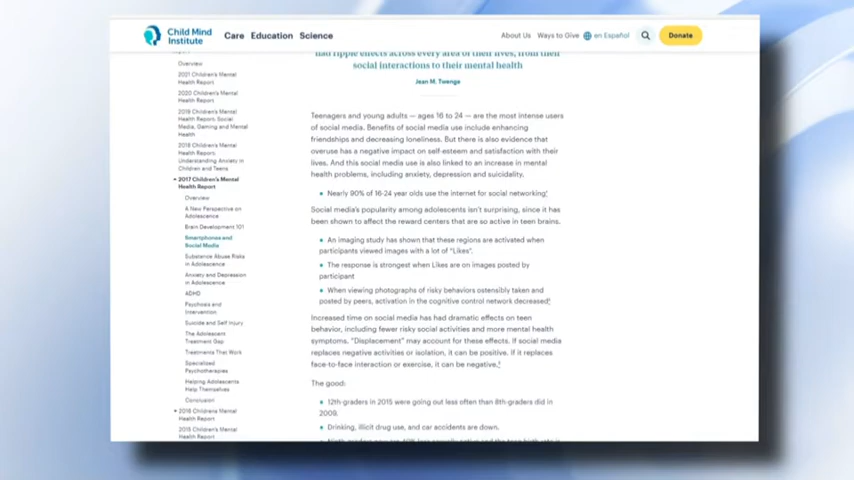 Child Mind
Institute
Care Education Science
About Us Ways to Give en Español
Donate
had ripple effects across every area of their lives, from their
social interactions to their mental health
Jean M. Twenge
Overview
2021 Children's Mental
Health Report
2020 Children's Mental
Health Report
2019 Children's Mental
Health Report: Social
Media, Gaming and Mental
Health
2018 Children's Mental
Health Report:
Understanding Anxiety in
Children and Teens
2017 Children's Mental
Health Report
Overview
A New Perspective on
Adolescence
Brain Development 101
Smartphones and
Social Media
Substance Abuse Risks
in Adolescence
Anxiety and Depression
in Adolescence
ADHD
Psychosis and
Intervention
Suicide and Self Injury
The Adolescent
Treatment Gap
Treatments That Work
Specialized
Psychotherapies
Helping Adolescents
Help Themselves
Conclusion
2016 Childrens Mental
Health Report
2015 Children's Mental
Health Report
Teenagers and young adults — ages 16 to 24 — are the most intense users
of social media. Benefits of social media use include enhancing
friendships and decreasing loneliness. But there is also evidence that
overuse has a negative impact on self-esteem and satisfaction with their
lives. And this social media use is also linked to an increase in mental
health problems, including anxiety, depression and suicidality.
• Nearly 90% of 16-24 year olds use the internet for social networking
Social media's popularity among adolescents isn't surprising, since it has
been shown to affect the reward centers that are so active in teen brains.
• An imaging study has shown that these regions are activated when
participants viewed images with a lot of "Likes".
• The response is strongest when Likes are on images posted by
participant
• When viewing photographs of risky behaviors ostensibly taken and
posted by peers, activation in the cognitive control network decreased
Increased time on social media has had dramatic effects on teen
behavior, including fewer risky social activities and more mental health
symptoms. "Displacement" may account for these effects. If social media
replaces negative activities or isolation, it can be positive. If it replaces
face-to-face interaction or exercise, it can be negative.
The good:
• 12th-graders in 2015 were going out less often than 8th-graders did in
2009.
• Drinking, illicit drug use, and car accidents are down.